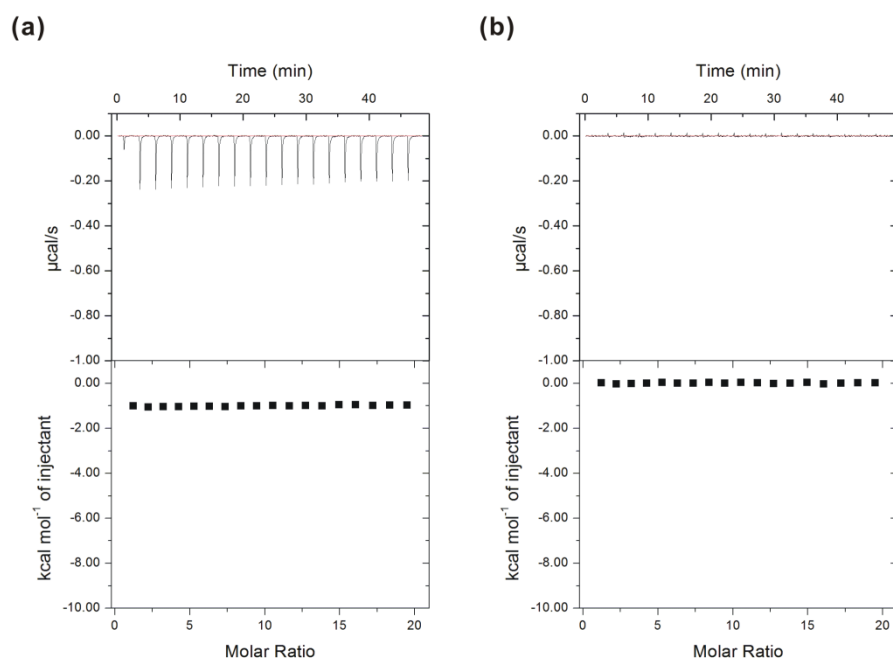 (a)
(b)
Time (min)
0 10 20 30 40
0.00
-0.20
-0.40
-0.60
-0.80
-1.00
µcal/s
0.00
-2.00
-4.00
-6.00
-8.00
-10.00
kcal mol⁻¹ of injectant
0 5 10 15 20
Molar Ratio
Time (min)
0 10 20 30 40
0.00
-0.20
-0.40
-0.60
-0.80
-1.00
µcal/s
0.00
-2.00
-4.00
-6.00
-8.00
-10.00
kcal mol⁻¹ of injectant
0 5 10 15 20
Molar Ratio